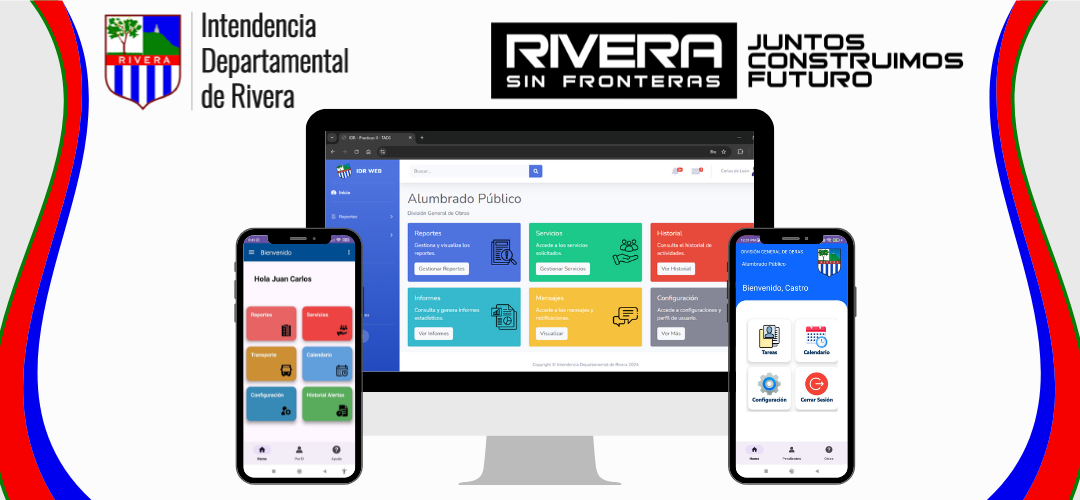 Intendencia
Departamental
de Rivera
RIVERA
RIVERA
SIN FRONTERAS
JUNTOS
CONSTRUIMOS
FUTURO
IDR WEB
Buscar...
Inicio
Reportes
Alumbrado Público
División General de Obras
Reportes
Gestiona y visualiza los
reportes.
Gestionar Reportes
Servicios
Accede a los servicios
solicitados.
Gestionar Servicios
Historial
Consulta el historial de
actividades.
Ver Historial
Informes
Consulta y genera informes
estadísticos.
Ver Informes
Mensajes
Accede a los mensajes y
notificaciones.
Visualizar
Configuración
Accede a configuraciones y
perfil de usuario.
Ver Más
Copyright © Intendencia Departamental de Rivera 2024
Bienvenido
Hola Juan Carlos
Reportes
Servicios
Transporte
Calendario
Configuración
Historial Alertas
Home
Perfil
Ayuda
DIVISIÓN GENERAL DE OBRAS
Alumbrado Público
Bienvenido, Castro
Tareas
Calendario
Configuración
Cerrar Sesión
Home
Pendientes